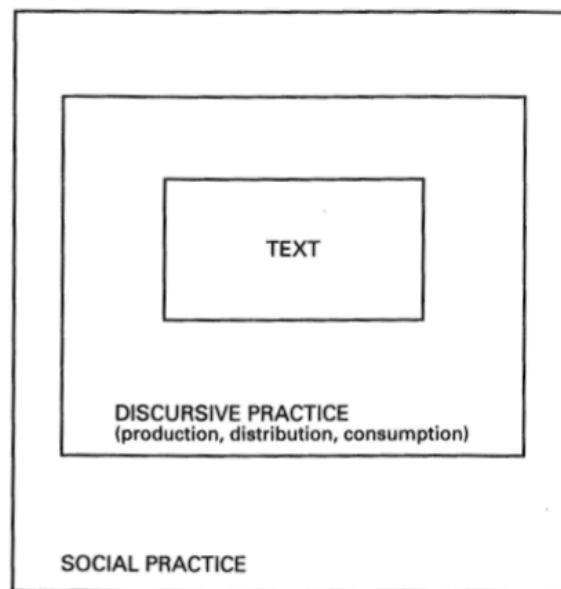 TEXT
DISCURSIVE PRACTICE
(production, distribution, consumption)
SOCIAL PRACTICE